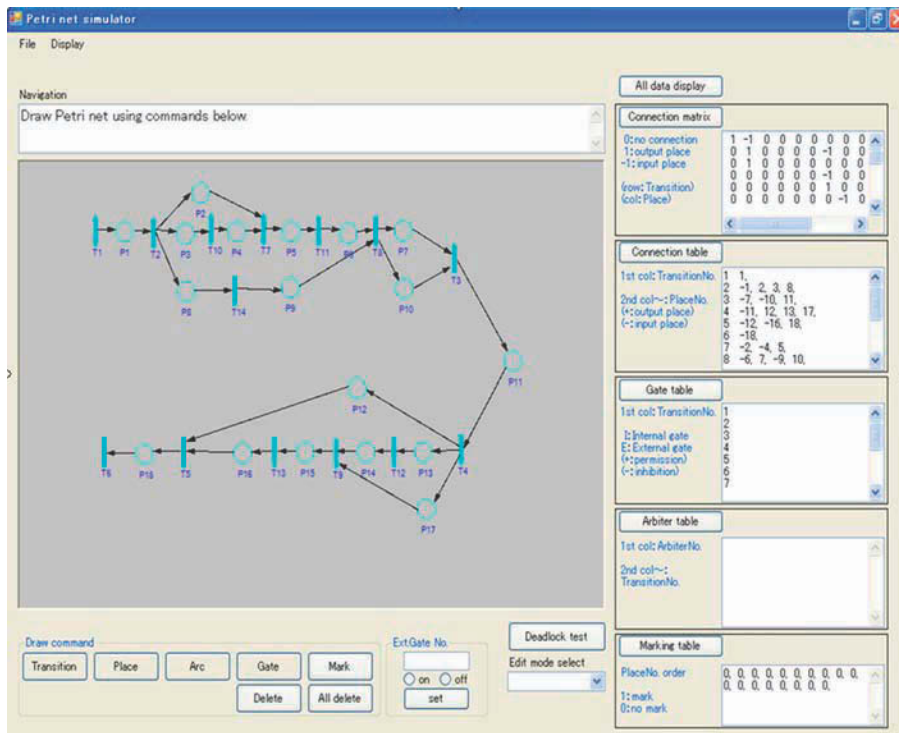 Petri net simulator
File Display
Navigation
Draw Petri net using commands below.
P2
T1 P1 T2 P3 T10 P4 T7 P5 T11 P6 T8 P7
T3
P8 T14 P9 P10
P11
P12
T6 P18 T5 P16 T13 P15 T9 P14 T12 P13 T4
P17
Draw command
Transition Place Arc Gate Mark
Delete All delete
Ext.Gate No.
on off
set
Deadlock test
Edit mode select
All data display
Connection matrix
0:no connection
1:output place
-1:input place
(row:Transition)
(col:Place)
1 -1 0 0 0 0 0 0 0
0 1 0 0 0 0 -1 0 0
0 1 0 0 0 0 0 0 0
0 0 0 0 0 0 -1 0 0
0 0 0 0 0 0 1 0 0
0 0 0 0 0 0 0 -1 0
Connection table
1st col:TransitionNo.
2nd col~:PlaceNo.
(+:output place)
(-:input place)
1 1,
2 -1, 2, 3, 8,
3 -7, -10, 11,
4 -11, 12, 13, 17,
5 -12, -16, 18,
6 -18,
7 -2, -4, 5,
8 -6, 7, -9, 10,
Gate table
1st col:TransitionNo.
I:Internal gate
E:External gate
(+:permission)
(-:inhibition)
1
2
3
4
5
6
7
Arbiter table
1st col:ArbiterNo.
2nd col~:
TransitionNo.
Marking table
PlaceNo. order
1:mark
0:no mark
0, 0, 0, 0, 0, 0, 0, 0, 0, 0,
0, 0, 0, 0, 0, 0, 0, 0,